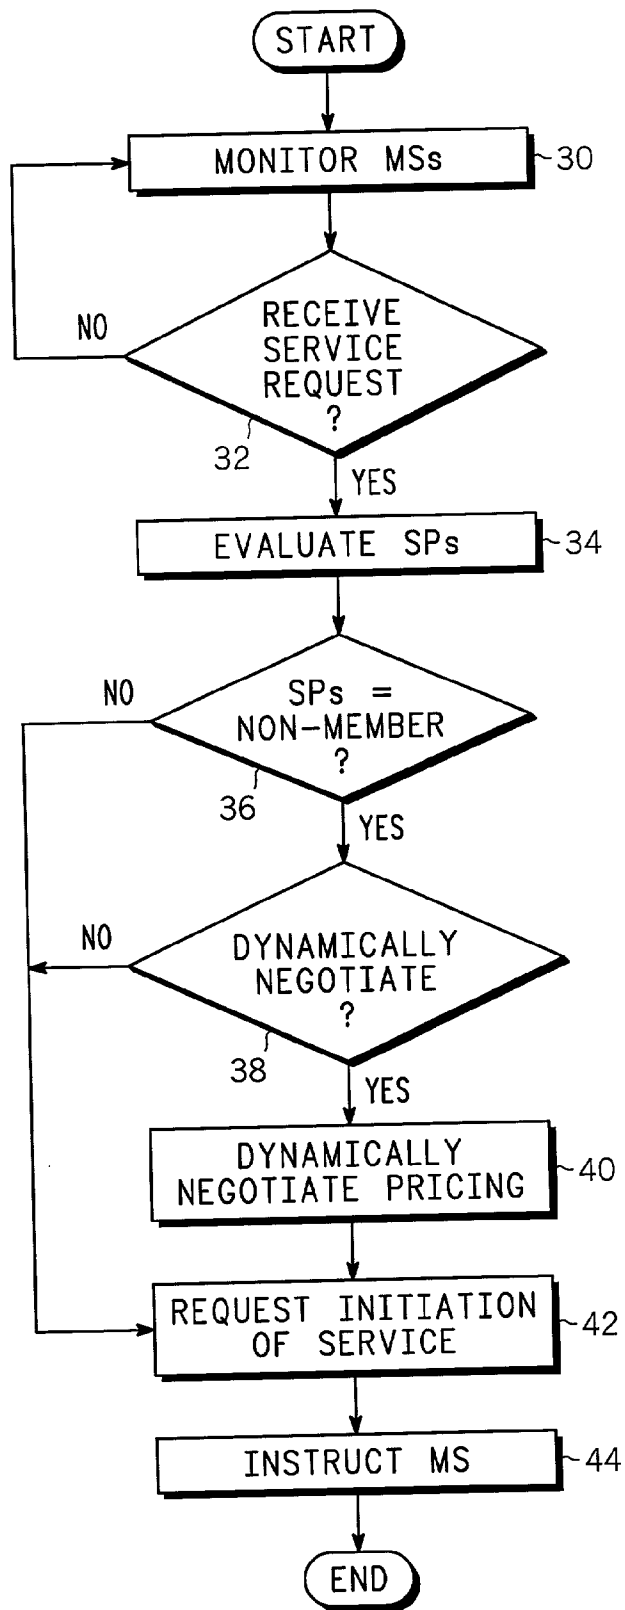 START
MONITOR MSs
30
NO
RECEIVE
SERVICE
REQUEST
?
32
YES
EVALUATE SPs
34
NO
SPs =
NON-MEMBER
?
36
YES
NO
DYNAMICALLY
NEGOTIATE
?
38
YES
DYNAMICALLY
NEGOTIATE PRICING
40
REQUEST INITIATION
OF SERVICE
42
INSTRUCT MS
44
END